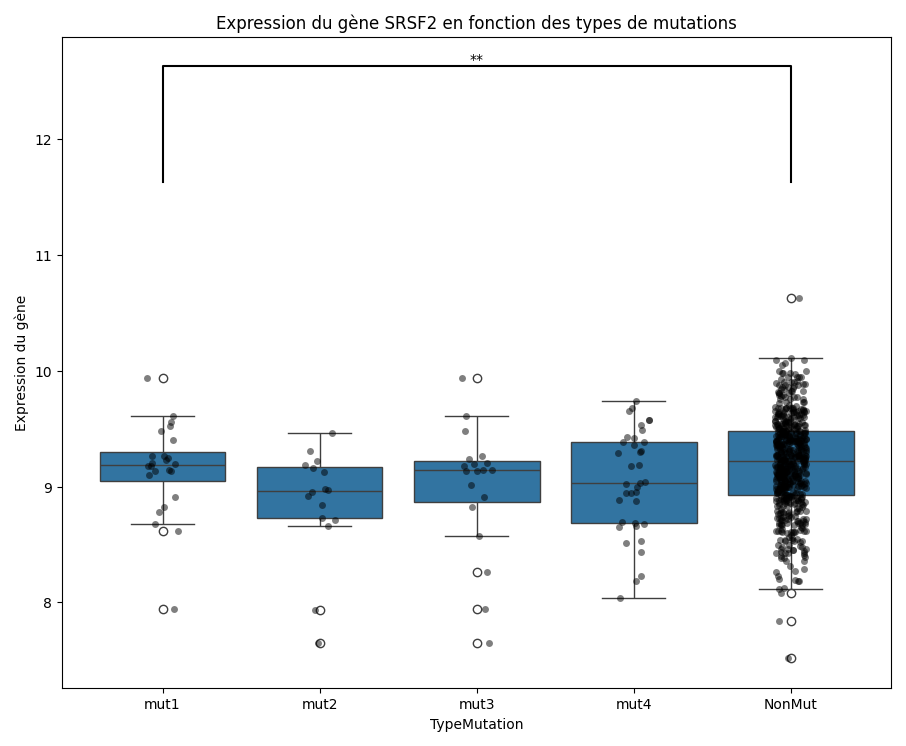 Expression du gène SRSF2 en fonction des types de mutations
**
12
11
10
9
8
Expression du gène
mut1 mut2 mut3 mut4 NonMut
TypeMutation